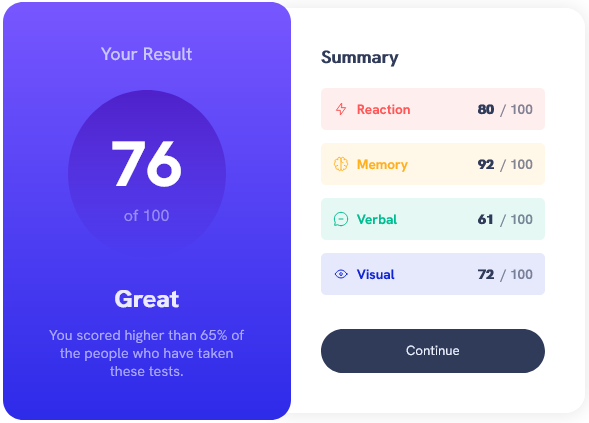 Your Result
76
of 100
Great
You scored higher than 65% of
the people who have taken
these tests.
Summary
Reaction 80 / 100
Memory 92 / 100
Verbal 61 / 100
Visual 72 / 100
Continue